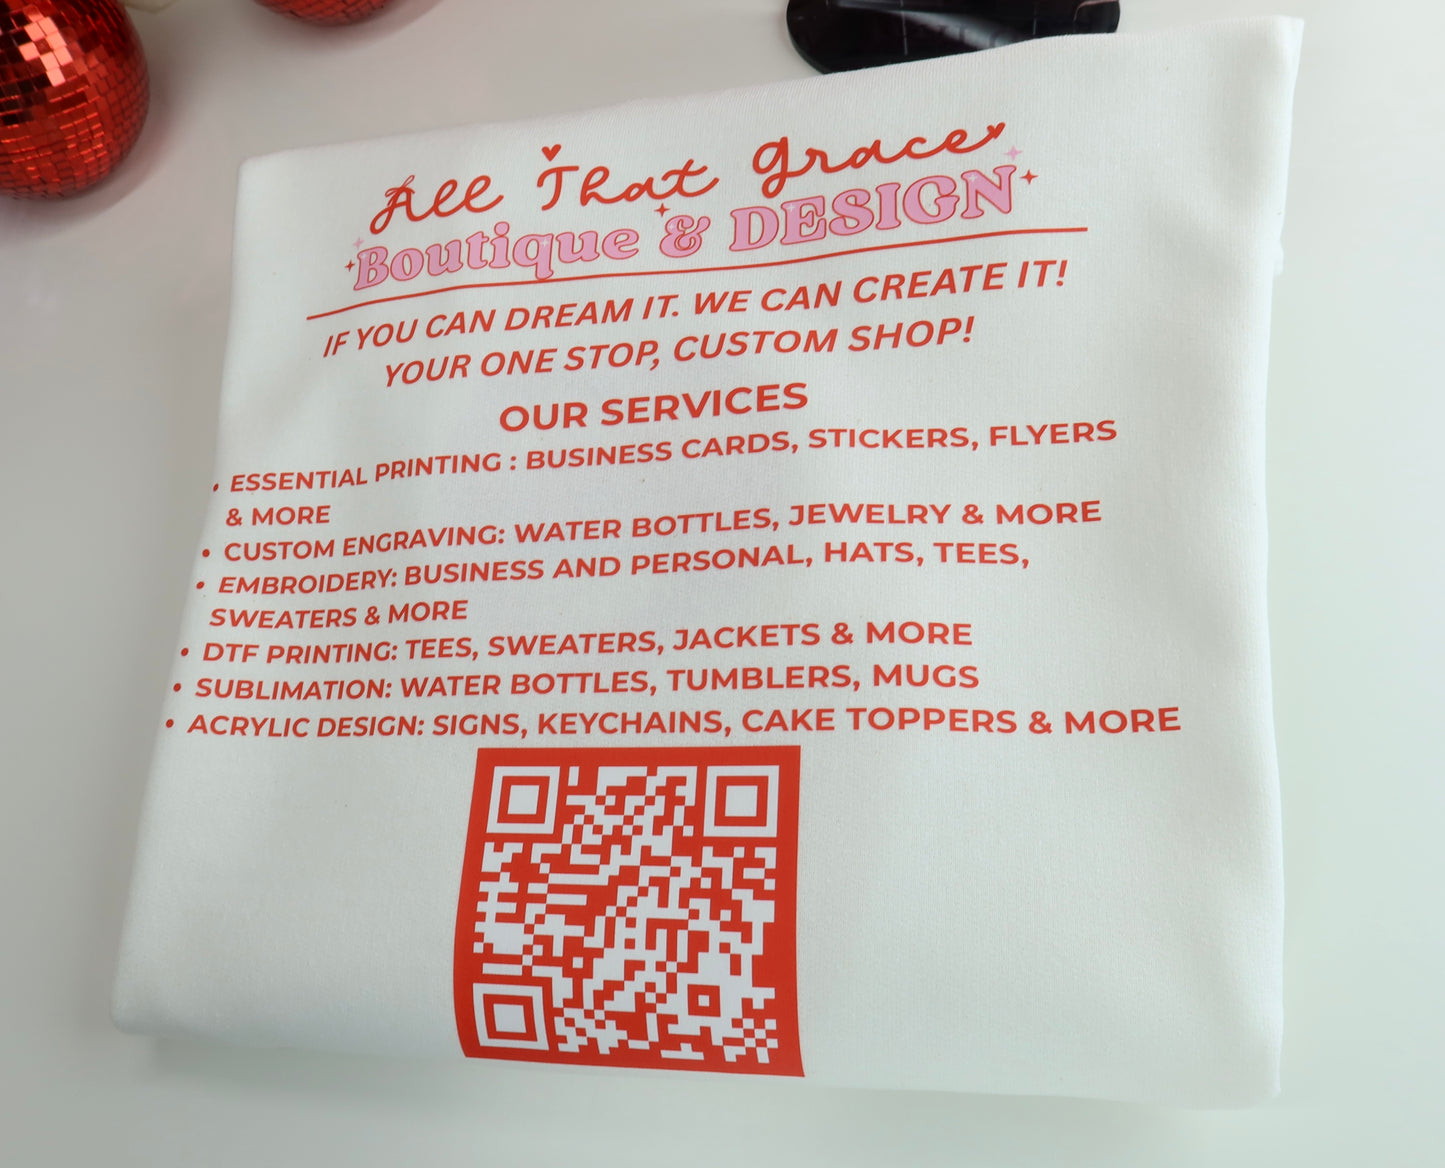 All That Grace
Boutique & DESIGN
IF YOU CAN DREAM IT. WE CAN CREATE IT!
YOUR ONE STOP, CUSTOM SHOP!
OUR SERVICES
• ESSENTIAL PRINTING : BUSINESS CARDS, STICKERS, FLYERS
& MORE
• CUSTOM ENGRAVING: WATER BOTTLES, JEWELRY & MORE
• EMBROIDERY: BUSINESS AND PERSONAL, HATS, TEES,
SWEATERS & MORE
• DTF PRINTING: TEES, SWEATERS, JACKETS & MORE
• SUBLIMATION: WATER BOTTLES, TUMBLERS, MUGS
• ACRYLIC DESIGN: SIGNS, KEYCHAINS, CAKE TOPPERS & MORE